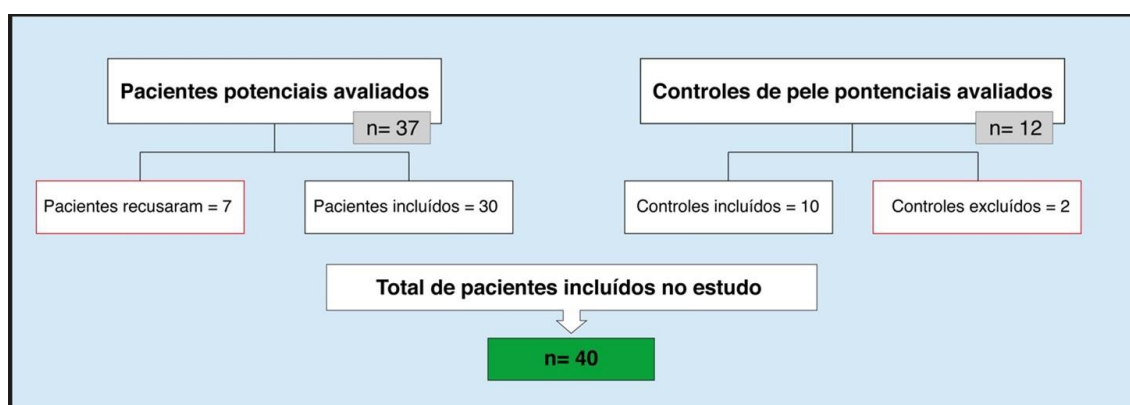 Pacientes potenciais avaliados
n= 37
Controles de pele pontenciais avaliados
n= 12
Pacientes recusaram = 7
Pacientes incluídos = 30
Controles incluídos = 10
Controles excluídos = 2
Total de pacientes incluídos no estudo
n= 40